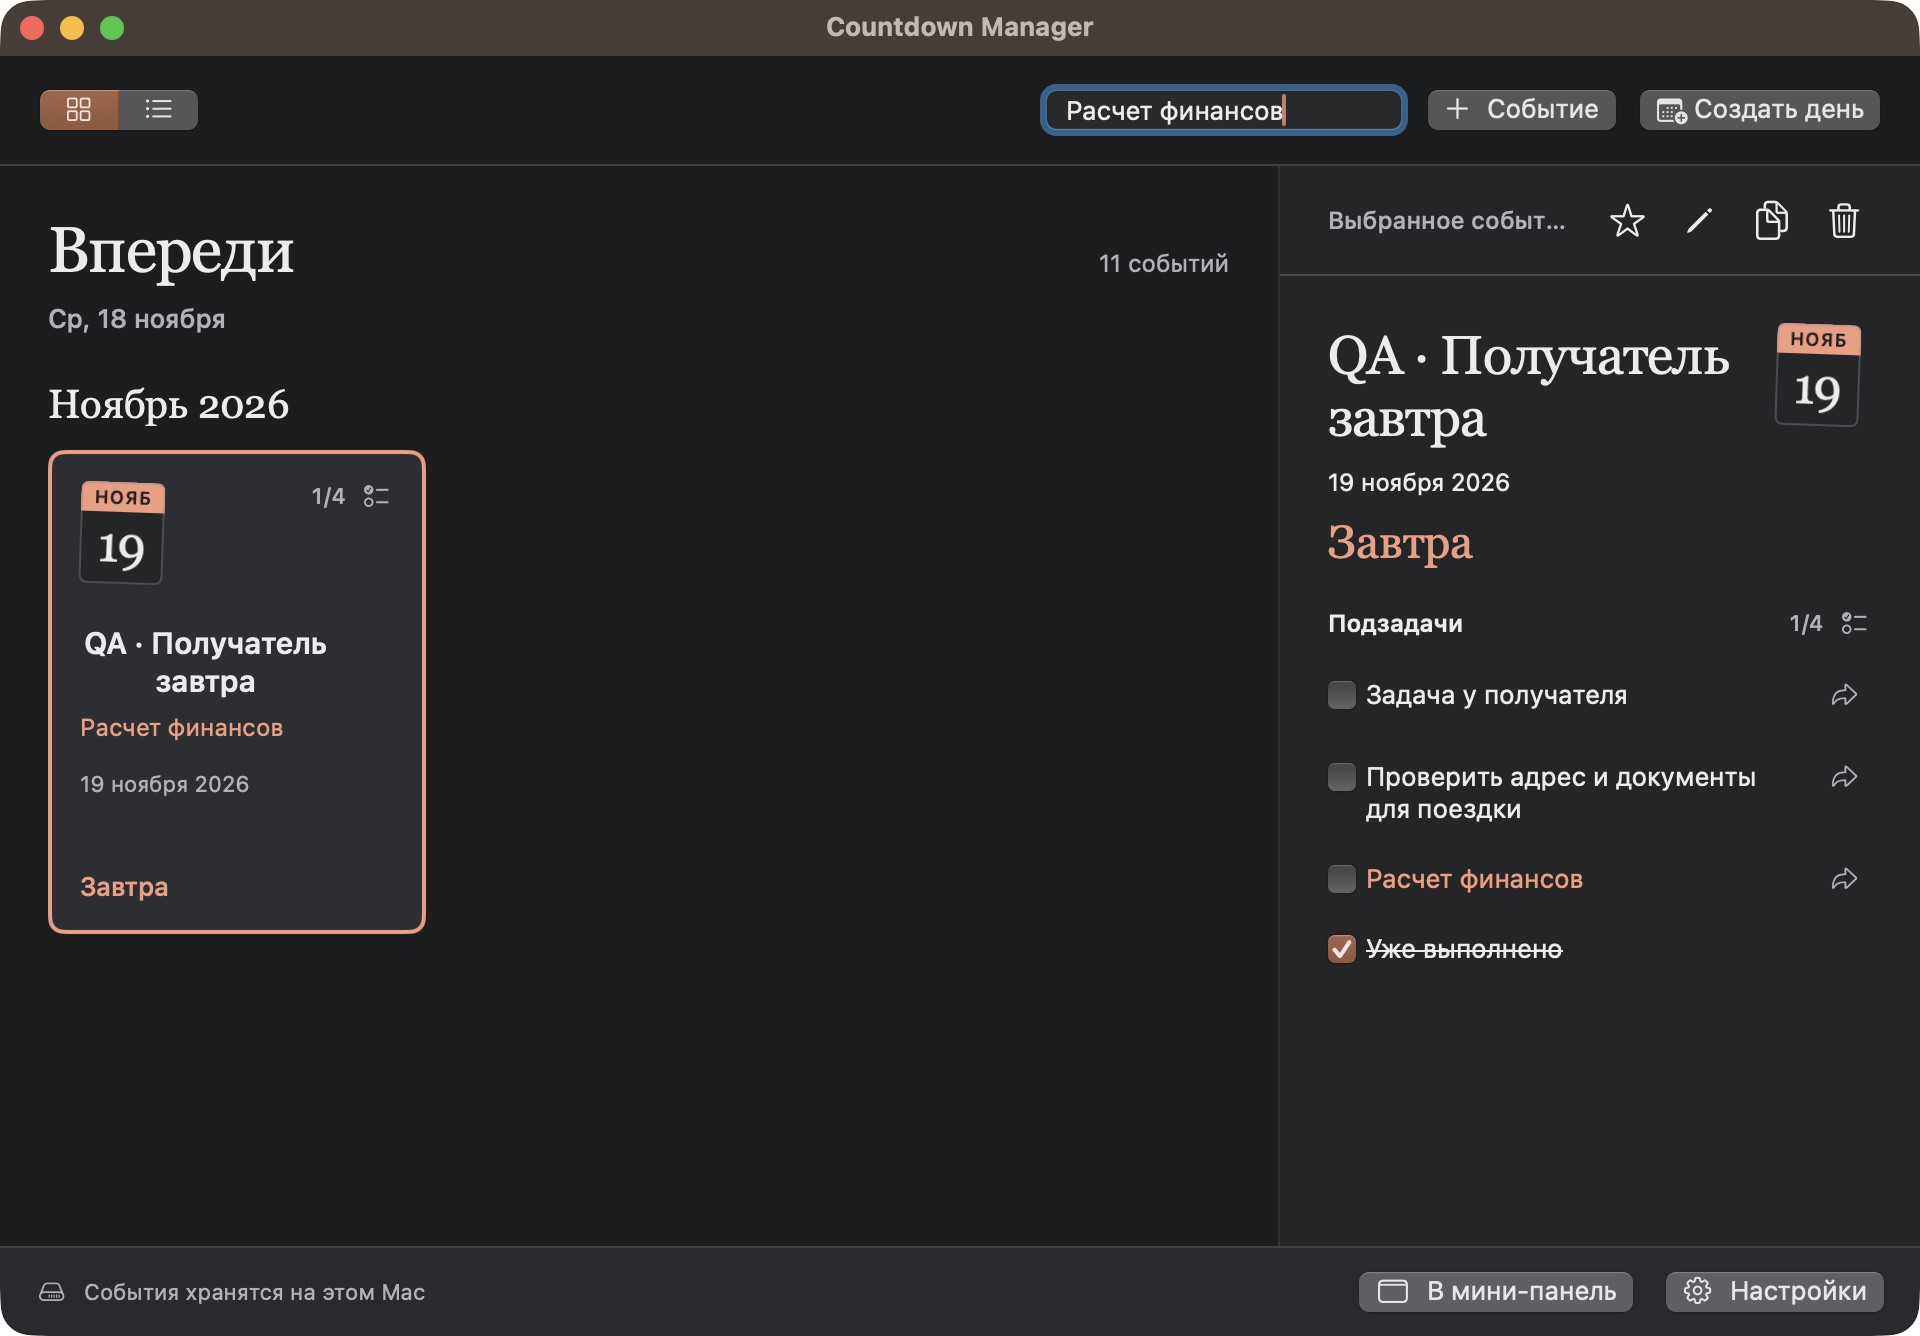 Countdown Manager
Расчет финансов
Событие
Создать день
Впереди
11 событий
Ср, 18 ноября
Ноябрь 2026
НОЯБ
19
1/4
QA · Получатель
завтра
Расчет финансов
19 ноября 2026
Завтра
Выбранное событ...
QA · Получатель
завтра
НОЯБ
19
19 ноября 2026
Завтра
Подзадачи
1/4
Задача у получателя
Проверить адрес и документы
для поездки
Расчет финансов
Уже выполнено
События хранятся на этом Mac
В мини-панель
Настройки